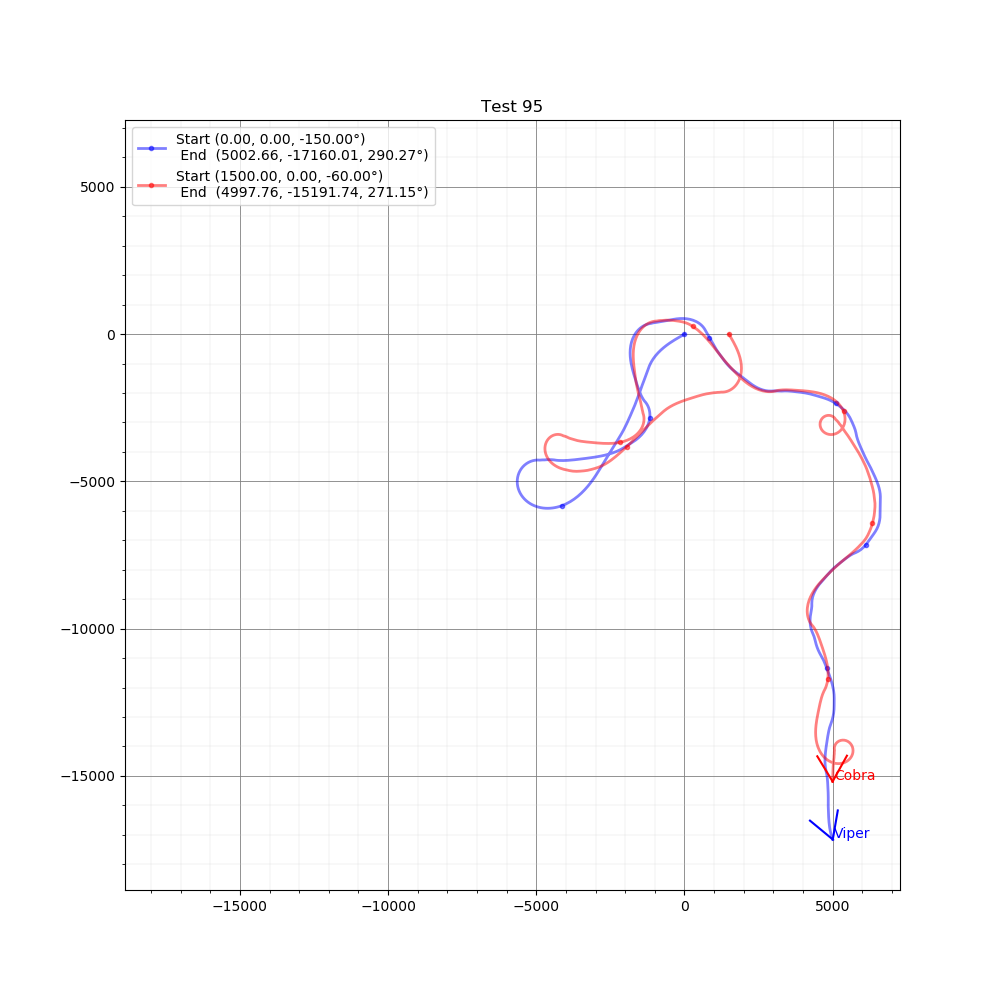 Test 95
Start (0.00, 0.00, -150.00°)
End  (5002.66, -17160.01, 290.27°)
Start (1500.00, 0.00, -60.00°)
End  (4997.76, -15191.74, 271.15°)
5000
0
−5000
−10000
−15000
Cobra
Viper
−15000 −10000 −5000 0 5000